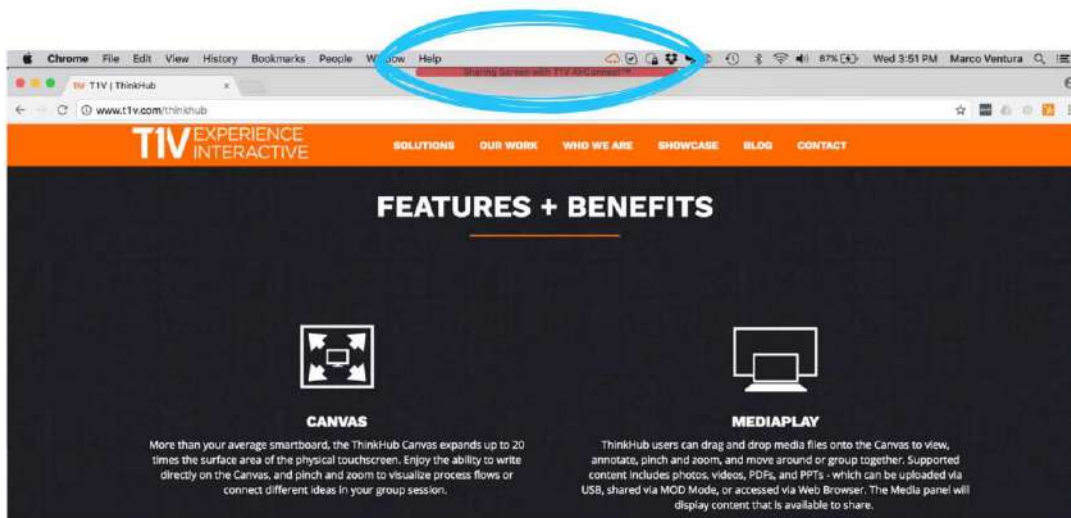 Chrome File Edit View History Bookmarks People Window Help 87% Wed 3:51 PM Marco Ventura
Sharing Screen with T1V AirConnect™
T1V | ThinkHub
www.t1v.com/thinkhub
T1V EXPERIENCE INTERACTIVE
SOLUTIONS OUR WORK WHO WE ARE SHOWCASE BLOG CONTACT
FEATURES + BENEFITS
CANVAS
More than your average smartboard, the ThinkHub Canvas expands up to 20
times the surface area of the physical touchscreen. Enjoy the ability to write
directly on the Canvas, and pinch and zoom to visualize process flows or
connect different ideas in your group session.
MEDIAPLAY
ThinkHub users can drag and drop media files onto the Canvas to view,
annotate, pinch and zoom, and move around or group together. Supported
content includes photos, videos, PDFs, and PPTs - which can be uploaded via
USB, shared via MOD Mode, or accessed via Web Browser. The Media panel will
display content that is available to share.